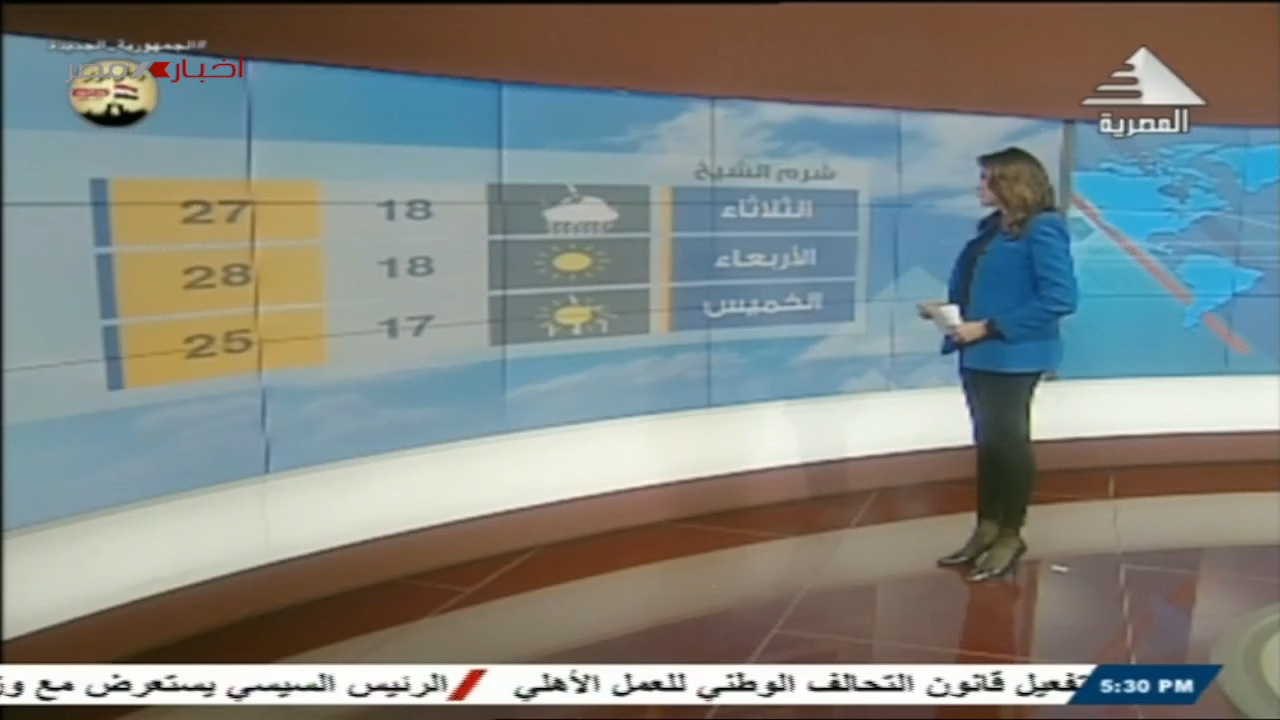 #الجمهورية_الجديدة
أخبار مصر
المصرية
شرم الشيخ
الثلاثاء 18 27
الأربعاء 18 28
الخميس 17 25
5:30 PM تفعيل قانون التحالف الوطني للعمل الأهلي الرئيس السيسي يستعرض مع